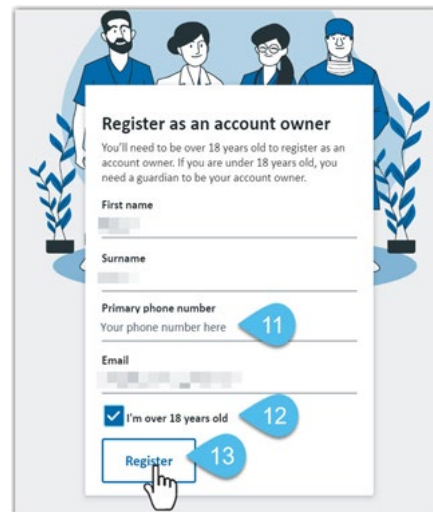 Register as an account owner
You'll need to be over 18 years old to register as an
account owner. If you are under 18 years old, you
need a guardian to be your account owner.
First name
Surname
Primary phone number
Your phone number here
11
Email
I'm over 18 years old
12
Register
13